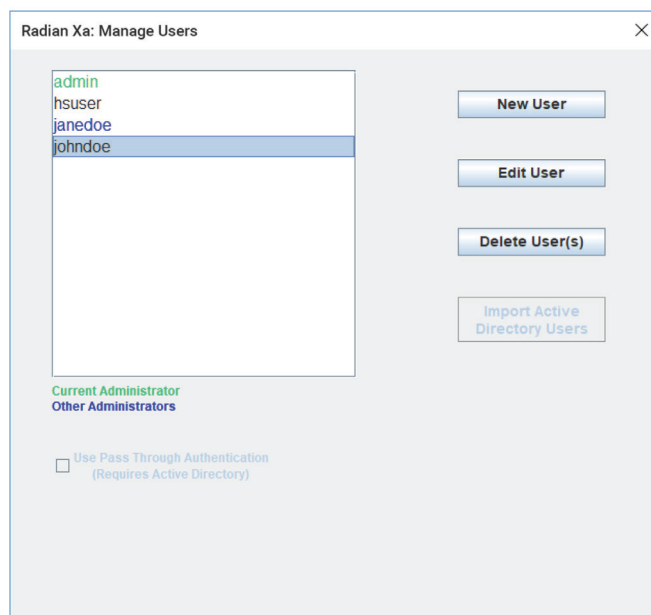 Radian Xa: Manage Users
admin
hsuser
janedoe
johndoe
New User
Edit User
Delete User(s)
Import Active
Directory Users
Current Administrator
Other Administrators
Use Pass Through Authentication
(Requires Active Directory)